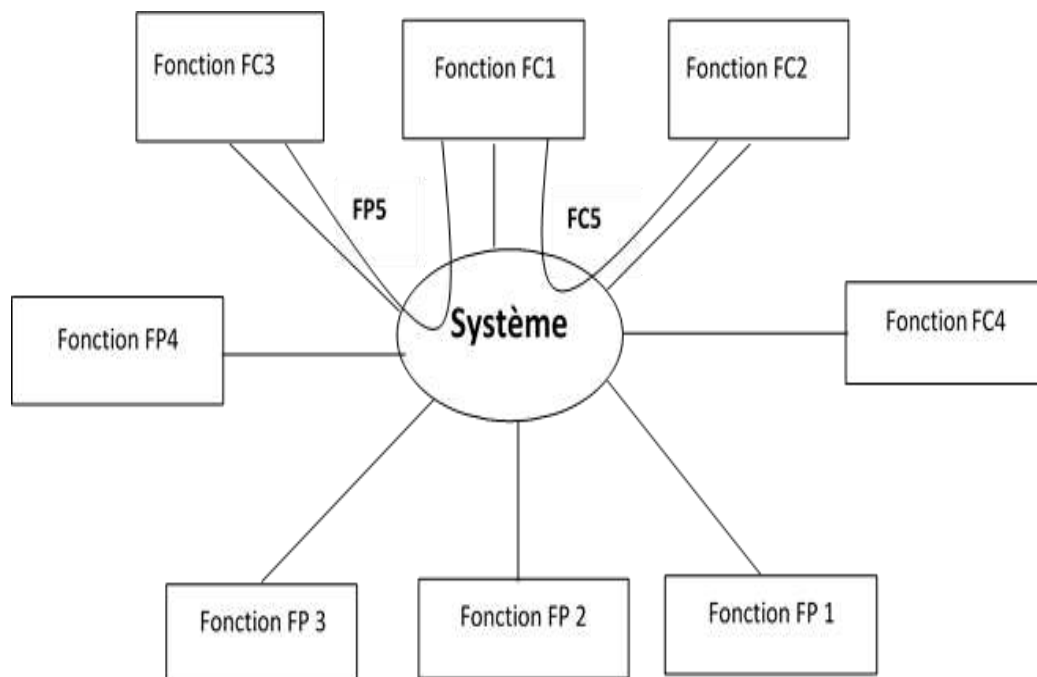 Fonction FC3
Fonction FC1
Fonction FC2
FP5
FC5
Système
Fonction FP4
Fonction FC4
Fonction FP 3
Fonction FP 2
Fonction FP 1